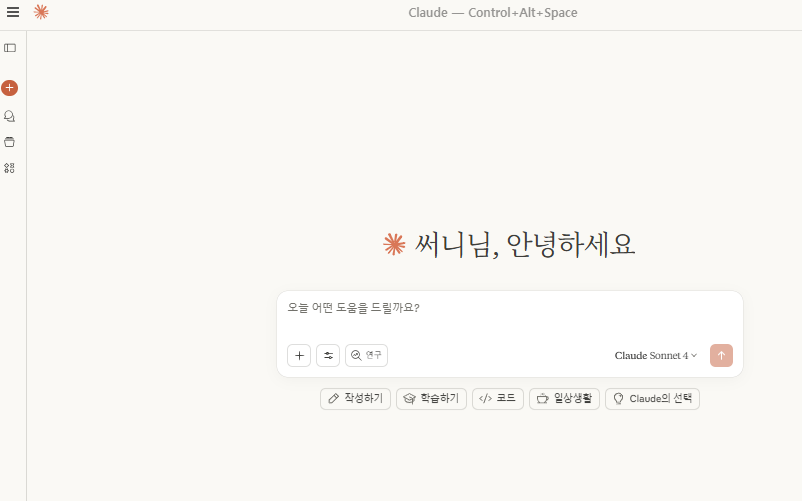 Claude — Control+Alt+Space
써니님, 안녕하세요
오늘 어떤 도움을 드릴까요?
연구
Claude Sonnet 4
작성하기
학습하기
코드
일상생활
Claude의 선택